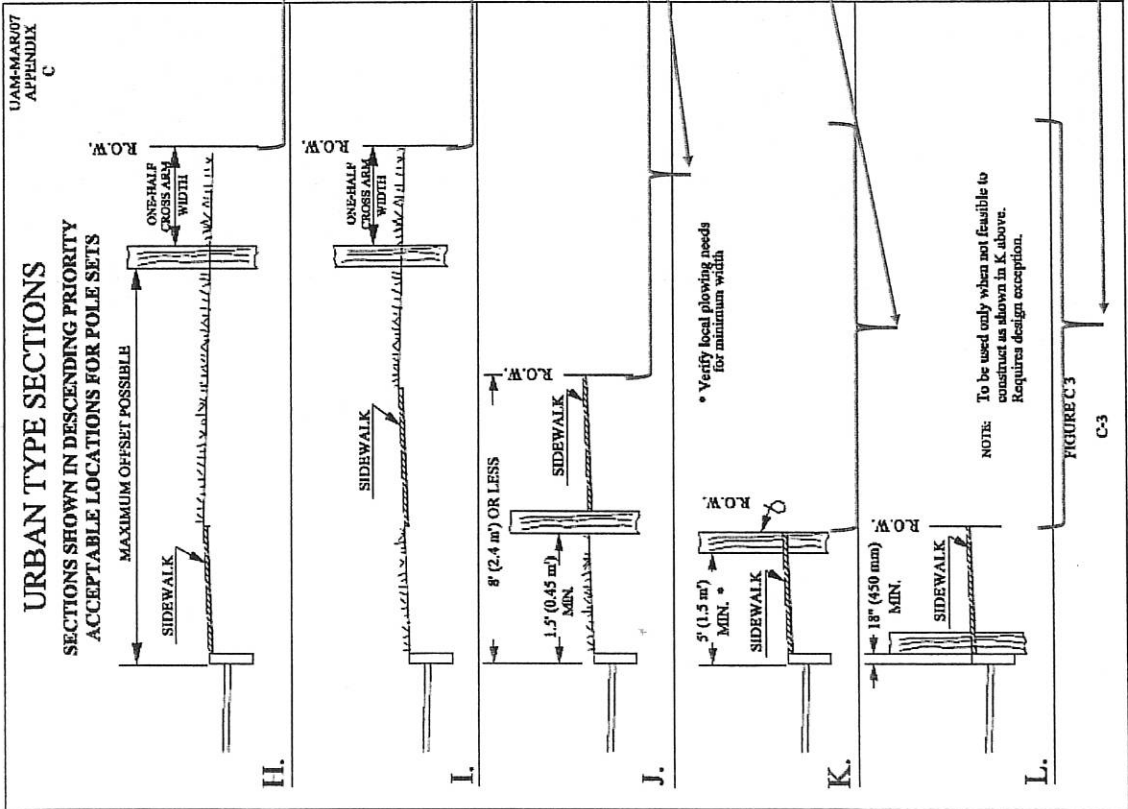 UAM-MAR/07
APPENDIX
C
URBAN TYPE SECTIONS
SECTIONS SHOWN IN DESCENDING PRIORITY
ACCEPTABLE LOCATIONS FOR POLE SETS
MAXIMUM OFFSET POSSIBLE
ONE-HALF
CROSS ARM
WIDTH
R.O.W.
SIDEWALK
H.
ONE-HALF
CROSS ARM
WIDTH
R.O.W.
SIDEWALK
I.
8' (2.4 m') OR LESS
R.O.W.
1.5' (0.45 m')
MIN.
SIDEWALK
J.
* Verify local plowing needs
for minimum width
R.O.W.
5' (1.5 m')
MIN. *
SIDEWALK
K.
R.O.W.
18" (450 mm)
MIN.
SIDEWALK
NOTE: To be used only when not feasible to
construct as shown in K above.
Requires design exception.
L.
FIGURE C 3
C-3